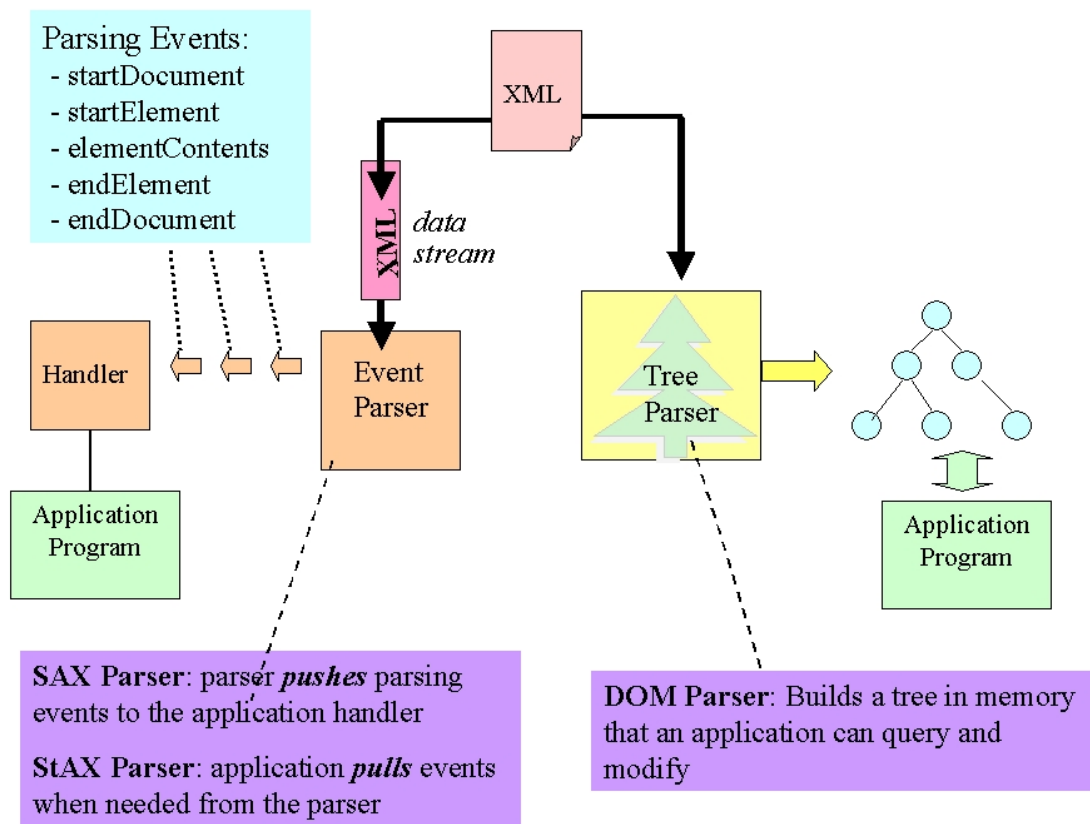 Parsing Events:
- startDocument
- startElement
- elementContents
- endElement
- endDocument
XML
XML
data
stream
Handler
Event
Parser
Tree
Parser
Application
Program
Application
Program
SAX Parser: parser pushes parsing
events to the application handler
StAX Parser: application pulls events
when needed from the parser
DOM Parser: Builds a tree in memory
that an application can query and
modify